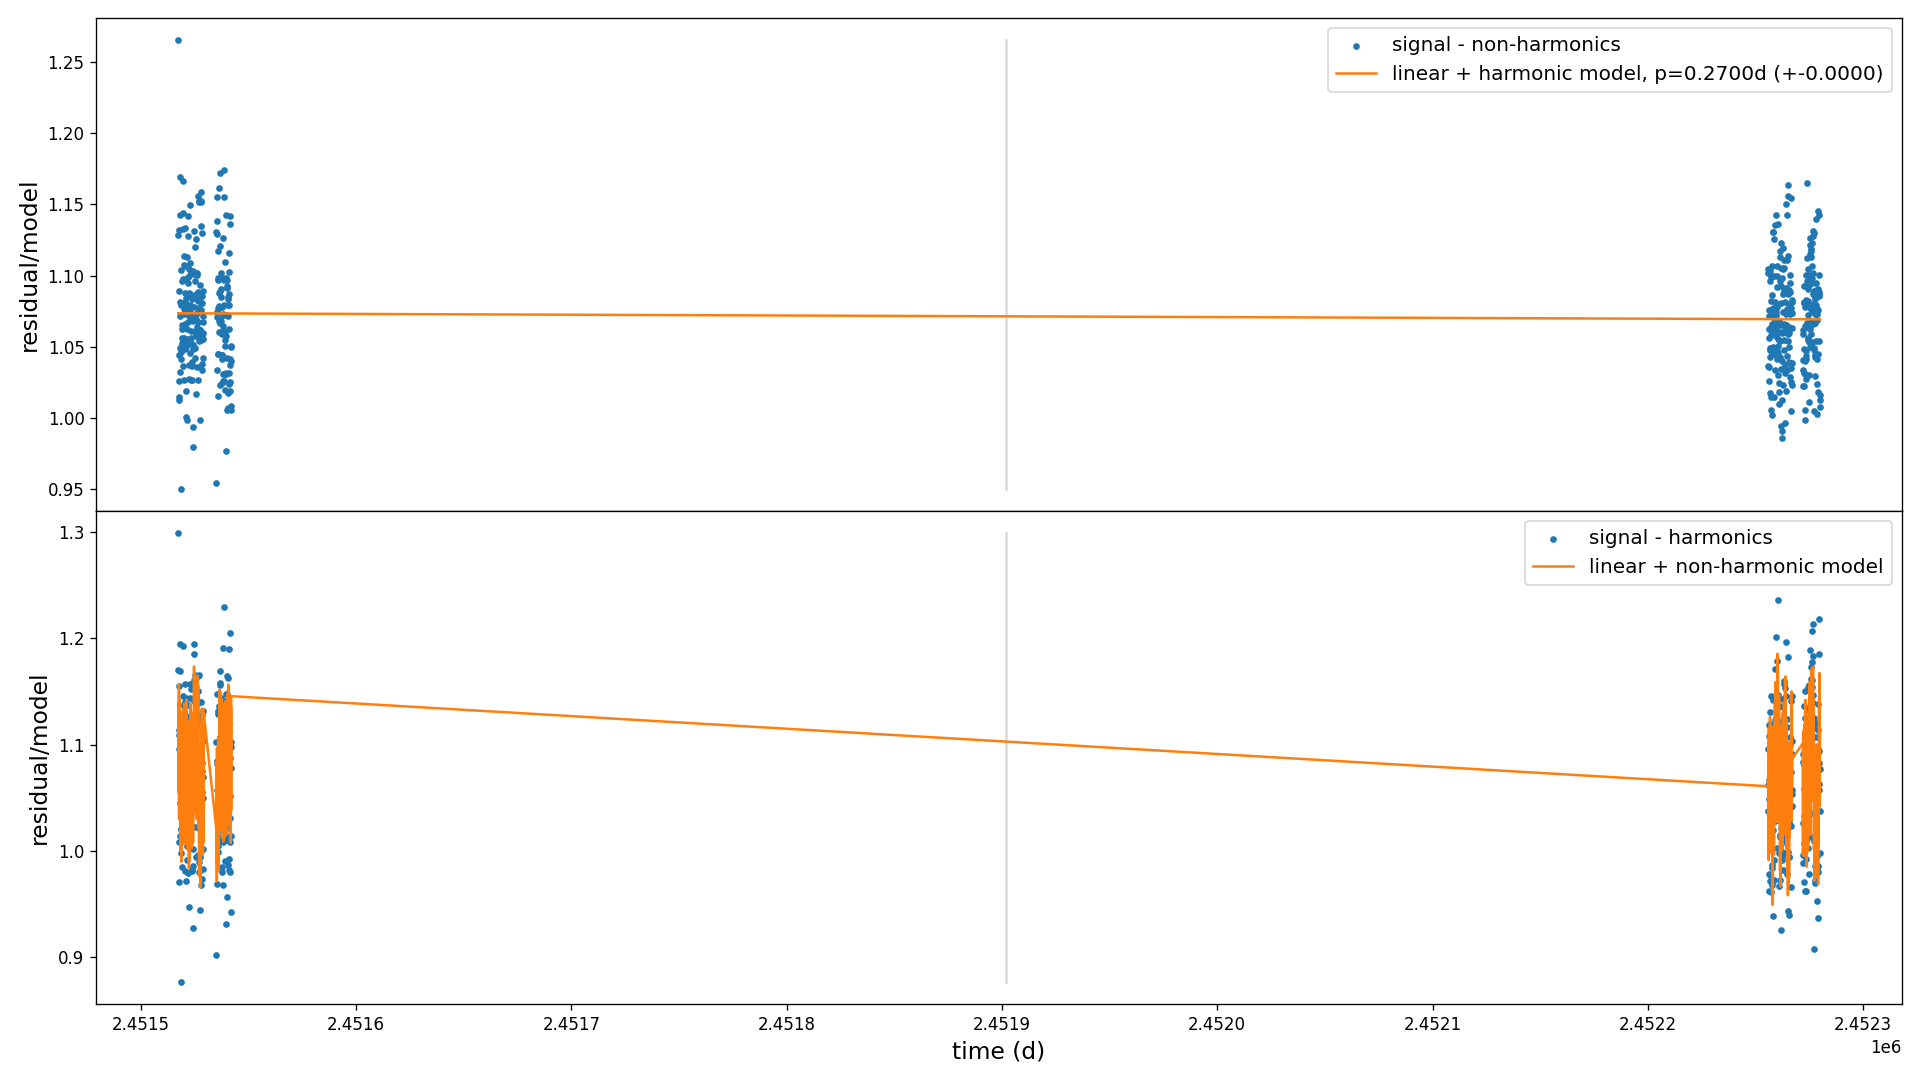 signal - non-harmonics
linear + harmonic model, p=0.2700d (+-0.0000)
residual/model
1.25
1.20
1.15
1.10
1.05
1.00
0.95
signal - harmonics
linear + non-harmonic model
residual/model
1.3
1.2
1.1
1.0
0.9
2.4515
2.4516
2.4517
2.4518
2.4519
2.4520
2.4521
2.4522
2.4523
1e6
time (d)